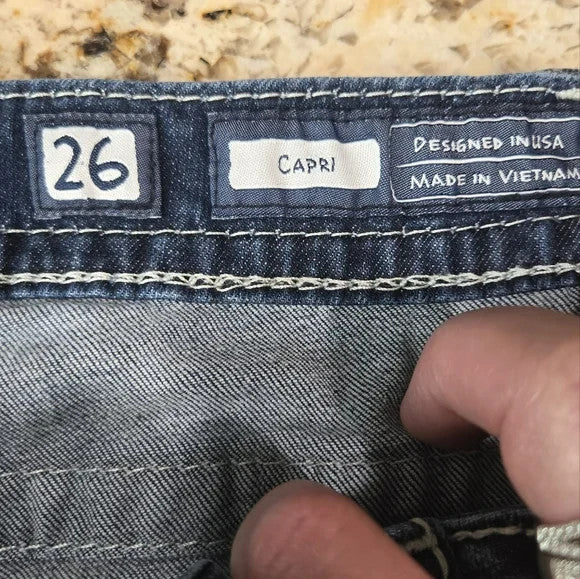 26
CAPRI
DESIGNED IN USA
MADE IN VIETNAM